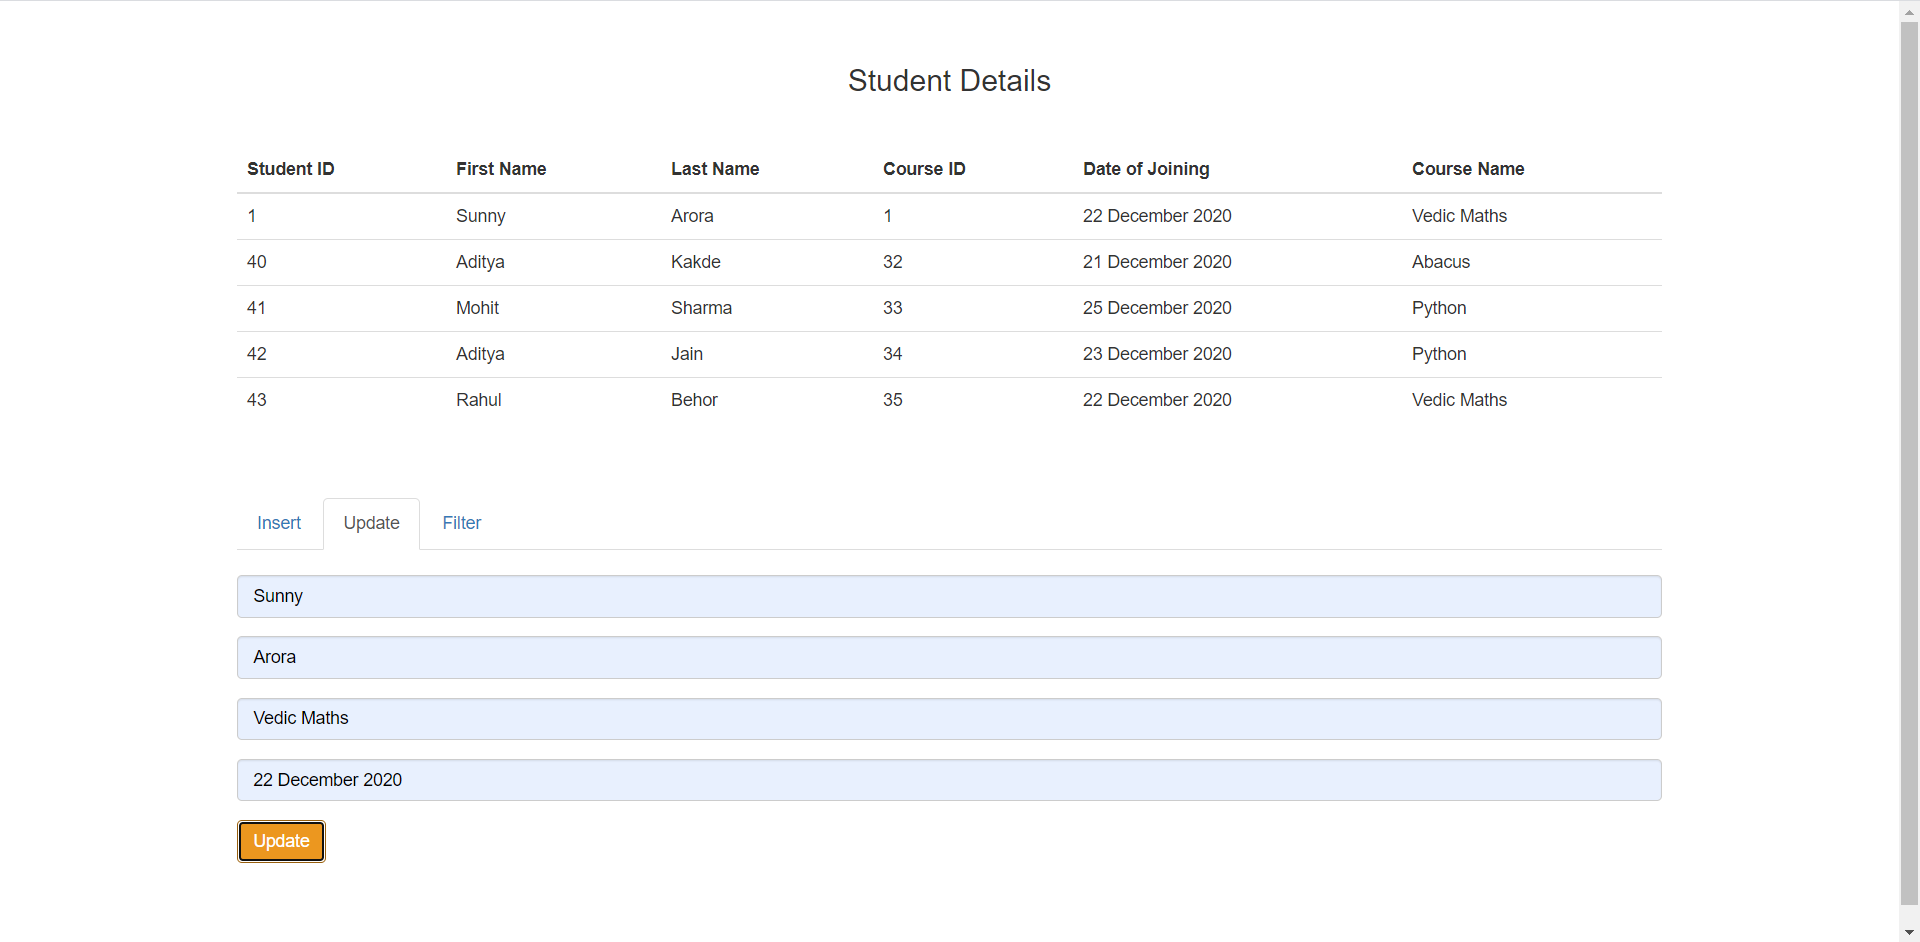 Student Details
Student ID First Name Last Name Course ID Date of Joining Course Name
1 Sunny Arora 1 22 December 2020 Vedic Maths
40 Aditya Kakde 32 21 December 2020 Abacus
41 Mohit Sharma 33 25 December 2020 Python
42 Aditya Jain 34 23 December 2020 Python
43 Rahul Behor 35 22 December 2020 Vedic Maths
Insert Update Filter
Sunny
Arora
Vedic Maths
22 December 2020
Update